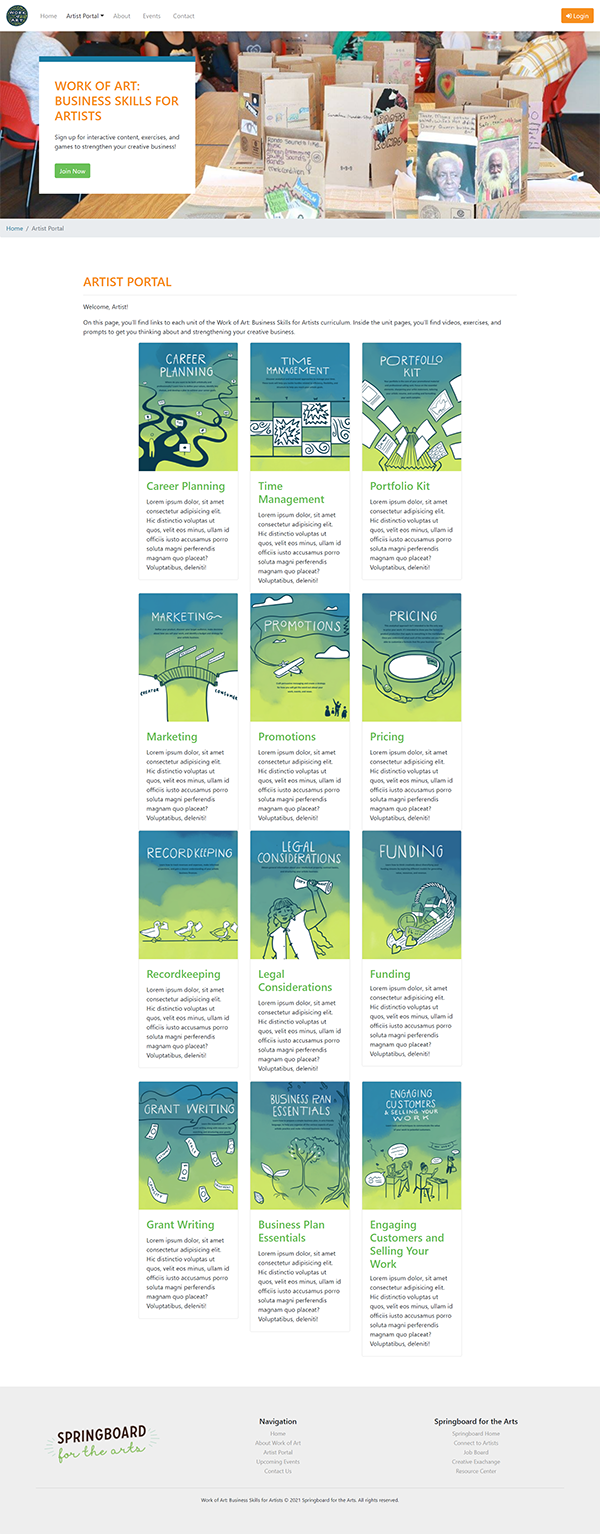 WORK
OF
ART
Home Artist Portal About Events Contact
Login
WORK OF ART:
BUSINESS SKILLS FOR
ARTISTS
Sign up for interactive content, exercises, and
games to strengthen your creative business!
Join Now
Home / Artist Portal
ARTIST PORTAL
Welcome, Artist!
On this page, you'll find links to each unit of the Work of Art: Business Skills for Artists curriculum. Inside the unit pages, you'll find videos, exercises, and
prompts to get you thinking about and strengthening your creative business.
CAREER
PLANNING
TIME
MANAGEMENT
PORTFOLIO
KIT
Career Planning
Lorem ipsum dolor, sit amet
consectetur adipisicing elit.
Hic distinctio voluptas ut
quos, velit eos minus, ullam id
officiis iusto accusamus porro
soluta magni perferendis
magnam quo placeat?
Voluptatibus, deleniti!
Time
Management
Lorem ipsum dolor, sit amet
consectetur adipisicing elit.
Hic distinctio voluptas ut
quos, velit eos minus, ullam id
officiis iusto accusamus porro
soluta magni perferendis
magnam quo placeat?
Voluptatibus, deleniti!
Portfolio Kit
Lorem ipsum dolor, sit amet
consectetur adipisicing elit.
Hic distinctio voluptas ut
quos, velit eos minus, ullam id
officiis iusto accusamus porro
soluta magni perferendis
magnam quo placeat?
Voluptatibus, deleniti!
MARKETING
CREATOR
CONSUMER
PROMOTIONS
PRICING
Marketing
Lorem ipsum dolor, sit amet
consectetur adipisicing elit.
Hic distinctio voluptas ut
quos, velit eos minus, ullam id
officiis iusto accusamus porro
soluta magni perferendis
magnam quo placeat?
Voluptatibus, deleniti!
Promotions
Lorem ipsum dolor, sit amet
consectetur adipisicing elit.
Hic distinctio voluptas ut
quos, velit eos minus, ullam id
officiis iusto accusamus porro
soluta magni perferendis
magnam quo placeat?
Voluptatibus, deleniti!
Pricing
Lorem ipsum dolor, sit amet
consectetur adipisicing elit.
Hic distinctio voluptas ut
quos, velit eos minus, ullam id
officiis iusto accusamus porro
soluta magni perferendis
magnam quo placeat?
Voluptatibus, deleniti!
RECORDKEEPING
LEGAL
CONSIDERATIONS
FUNDING
Recordkeeping
Lorem ipsum dolor, sit amet
consectetur adipisicing elit.
Hic distinctio voluptas ut
quos, velit eos minus, ullam id
officiis iusto accusamus porro
soluta magni perferendis
magnam quo placeat?
Voluptatibus, deleniti!
Legal
Considerations
Lorem ipsum dolor, sit amet
consectetur adipisicing elit.
Hic distinctio voluptas ut
quos, velit eos minus, ullam id
officiis iusto accusamus porro
soluta magni perferendis
magnam quo placeat?
Voluptatibus, deleniti!
Funding
Lorem ipsum dolor, sit amet
consectetur adipisicing elit.
Hic distinctio voluptas ut
quos, velit eos minus, ullam id
officiis iusto accusamus porro
soluta magni perferendis
magnam quo placeat?
Voluptatibus, deleniti!
GRANT WRITING
BUSINESS PLAN
ESSENTIALS
ENGAGING
CUSTOMERS
& SELLING YOUR
WORK
Grant Writing
Lorem ipsum dolor, sit amet
consectetur adipisicing elit.
Hic distinctio voluptas ut
quos, velit eos minus, ullam id
officiis iusto accusamus porro
soluta magni perferendis
magnam quo placeat?
Voluptatibus, deleniti!
Business Plan
Essentials
Lorem ipsum dolor, sit amet
consectetur adipisicing elit.
Hic distinctio voluptas ut
quos, velit eos minus, ullam id
officiis iusto accusamus porro
soluta magni perferendis
magnam quo placeat?
Voluptatibus, deleniti!
Engaging
Customers and
Selling Your
Work
Lorem ipsum dolor, sit amet
consectetur adipisicing elit.
Hic distinctio voluptas ut
quos, velit eos minus, ullam id
officiis iusto accusamus porro
soluta magni perferendis
magnam quo placeat?
Voluptatibus, deleniti!
SPRINGBOARD
for the arts
Navigation
Home
About Work of Art
Artist Portal
Upcoming Events
Contact Us
Springboard for the Arts
Springboard Home
Connect to Artists
Job Board
Creative Exachange
Resource Center
Work of Art: Business Skills for Artists © 2021 Springboard for the Arts. All rights reserved.